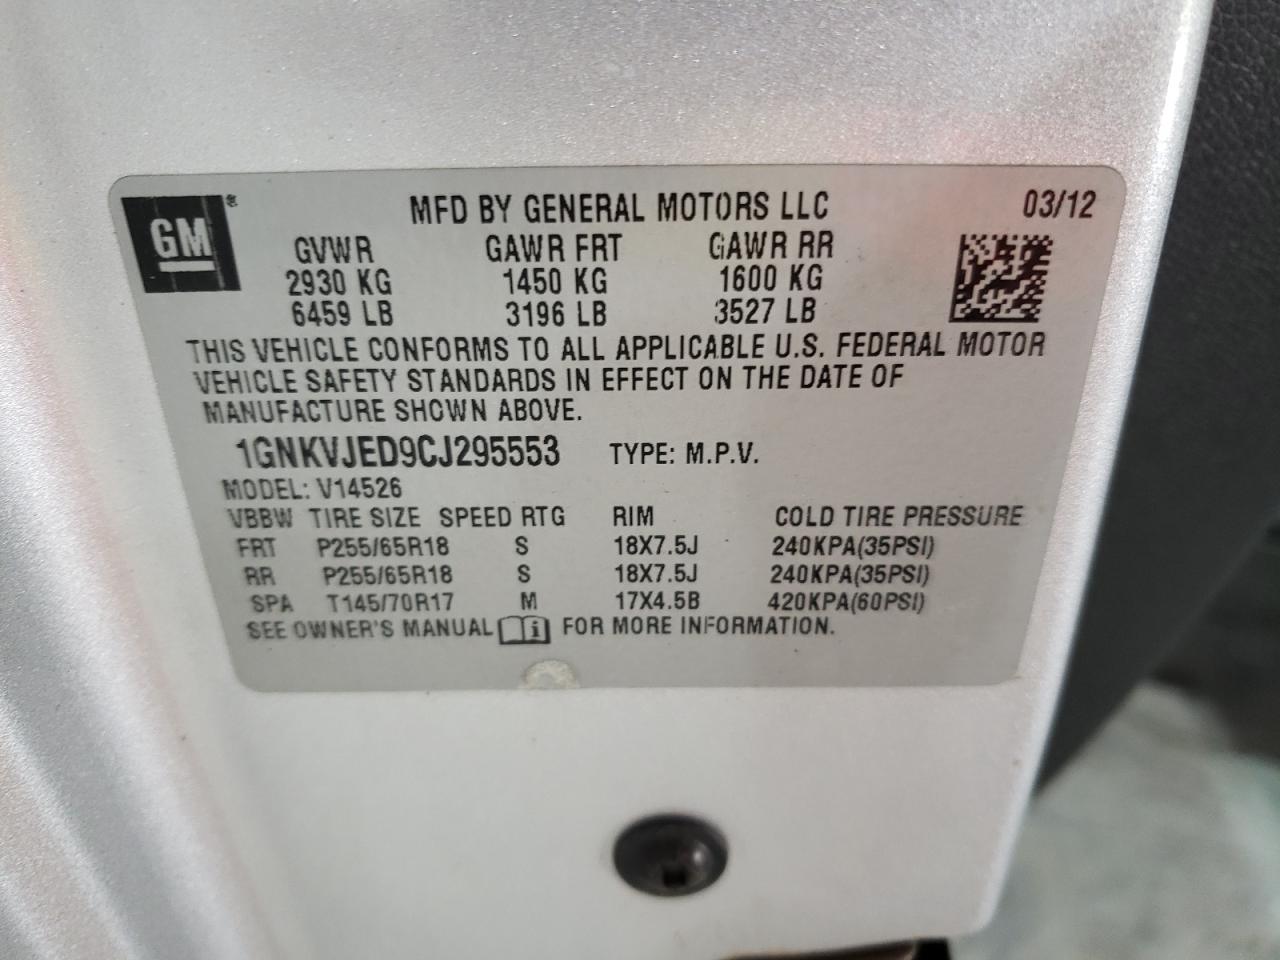 GM® MFD BY GENERAL MOTORS LLC 03/12
GVWR GAWR FRT GAWR RR
2930 KG 1450 KG 1600 KG
6459 LB 3196 LB 3527 LB
THIS VEHICLE CONFORMS TO ALL APPLICABLE U.S. FEDERAL MOTOR
VEHICLE SAFETY STANDARDS IN EFFECT ON THE DATE OF
MANUFACTURE SHOWN ABOVE.
1GNKVJED9CJ295553 TYPE: M.P.V.
MODEL: V14526
VBBW TIRE SIZE SPEED RTG RIM COLD TIRE PRESSURE
FRT P255/65R18 S 18X7.5J 240KPA(35PSI)
RR P255/65R18 S 18X7.5J 240KPA(35PSI)
SPA T145/70R17 M 17X4.5B 420KPA(60PSI)
SEE OWNER'S MANUAL i FOR MORE INFORMATION.